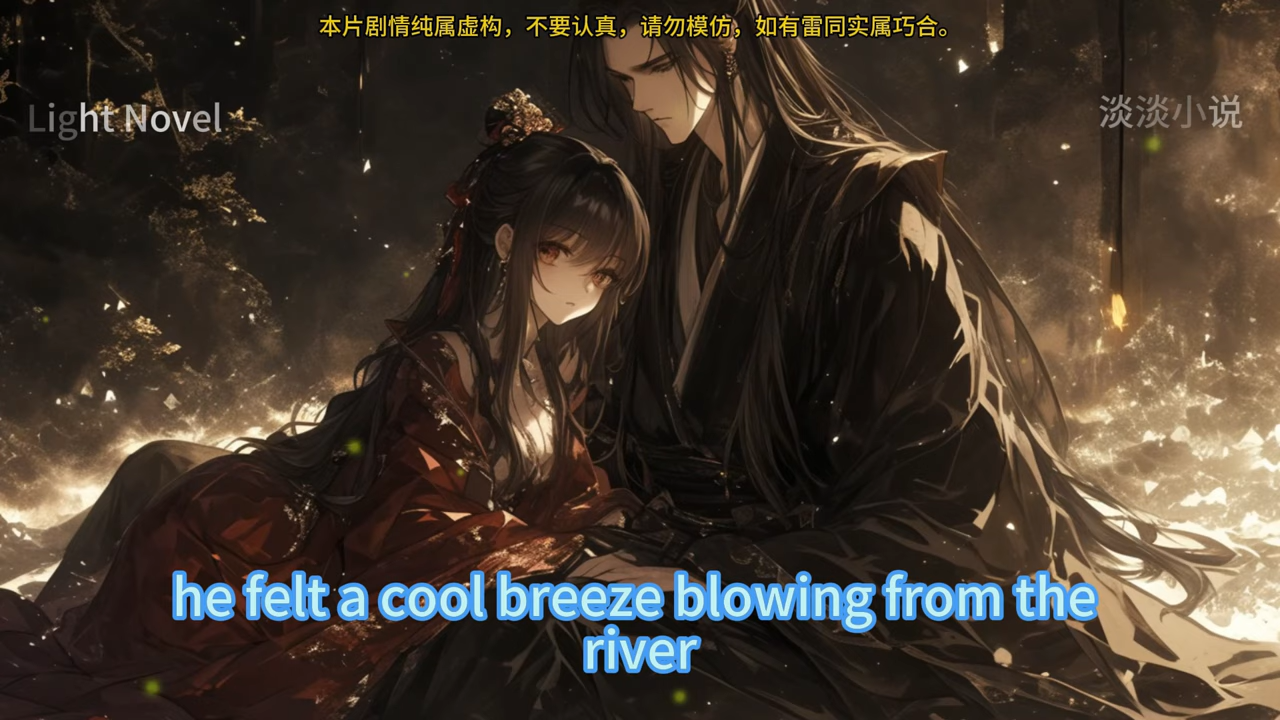 本片剧情纯属虚构，不要认真，请勿模仿，如有雷同实属巧合。
Light Novel
淡淡小说
he felt a cool breeze blowing from the
river